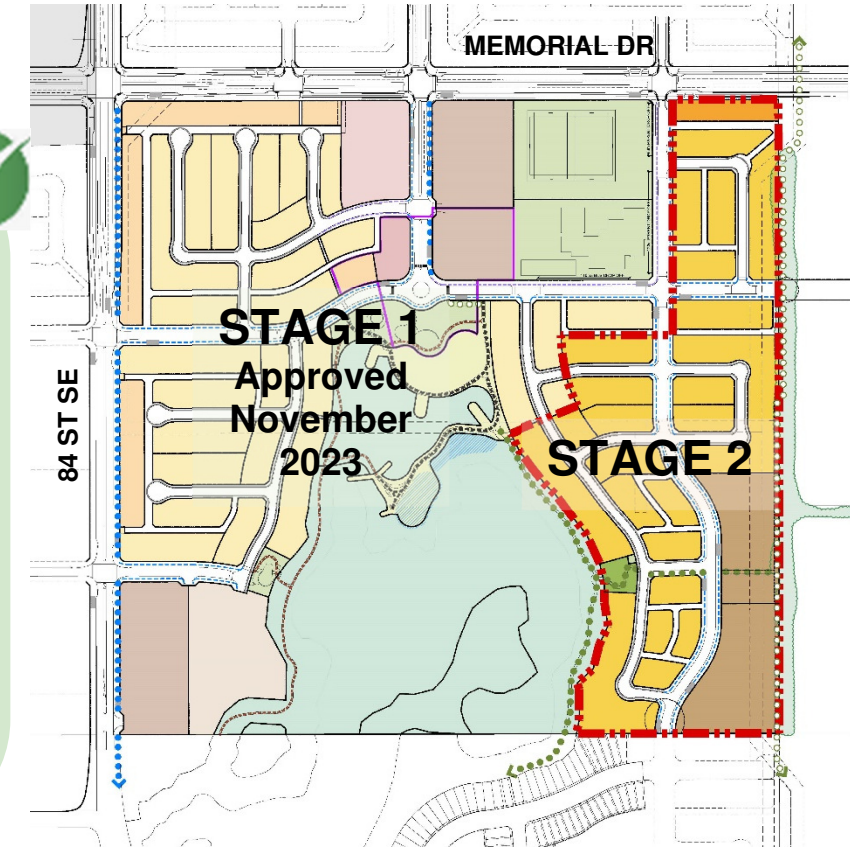 MEMORIAL DR
STAGE 1
Approved
November
2023
84 ST SE
STAGE 2